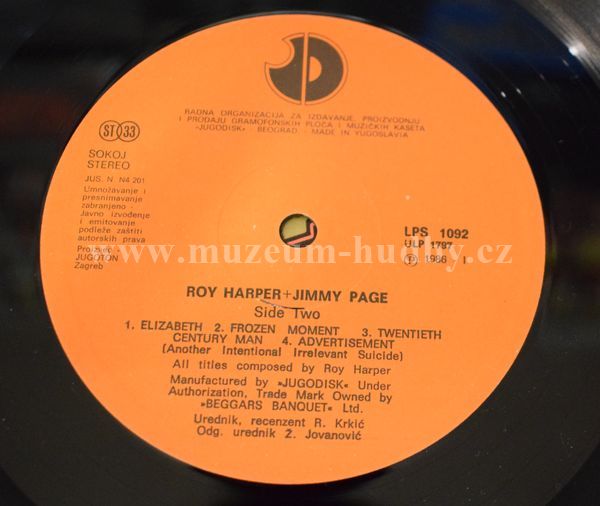 RADNA ORGANIZACIJA ZA IZDAVANJE, PROIZVODNJU
I PRODAJU GRAMOFONSKIH PLOČA I MUZIČKIH KASETA
»JUGODISK« - BEOGRAD - MADE IN YUGOSLAVIA
ST 33
SOKOJ
STEREO
JUS. N. N4 201
Umnožavanje i
presnimavanje
zabranjeno -
Javno izvođenje
i emitovanje
podleže zaštiti
autorskih prava
JUGOTON
Zagreb
LPS 1092
ULP 1797
Ⓟ 1986 I
www.muzeum-hudby.cz
ROY HARPER+JIMMY PAGE
Side Two
1. ELIZABETH 2. FROZEN MOMENT 3. TWENTIETH
CENTURY MAN 4. ADVERTISEMENT
(Another Intentional Irrelevant Suicide)
All titles composed by Roy Harper
Manufactured by »JUGODISK« Under
Authorization, Trade Mark Owned by
»BEGGARS BANQUET« Ltd.
Urednik, recenzent R. Krkić
Odg. urednik Ž. Jovanović